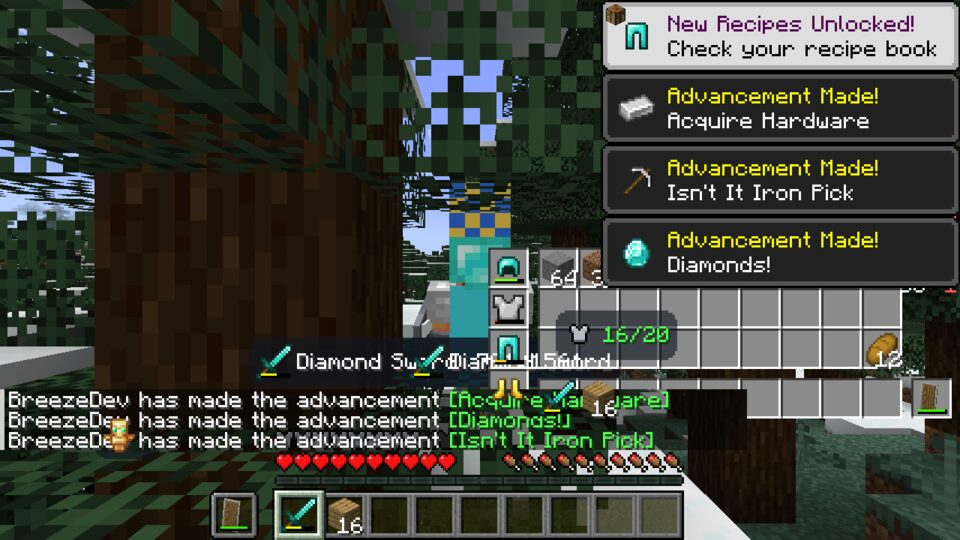 New Recipes Unlocked!
Check your recipe book
Advancement Made!
Acquire Hardware
Advancement Made!
Isn't It Iron Pick
Advancement Made!
Diamonds!
64
16/20
12
Diamond
BreezeDev has made the advancement [Acquire Hardware]
16
BreezeDev has made the advancement [Diamonds!]
BreezeDev has made the advancement [Isn't It Iron Pick]
16